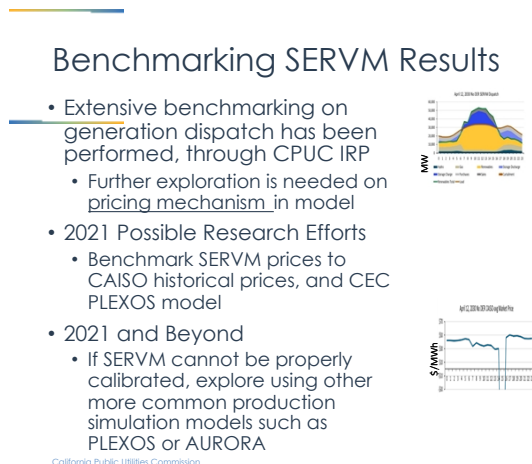 Benchmarking SERVM Results
• Extensive benchmarking on
generation dispatch has been
performed, through CPUC IRP
• Further exploration is needed on
pricing mechanism in model
• 2021 Possible Research Efforts
• Benchmark SERVM prices to
CAISO historical prices, and CEC
PLEXOS model
• 2021 and Beyond
• If SERVM cannot be properly
calibrated, explore using other
more common production
simulation models such as
PLEXOS or AURORA
MW
$/MWh
California Public Utilities Commission